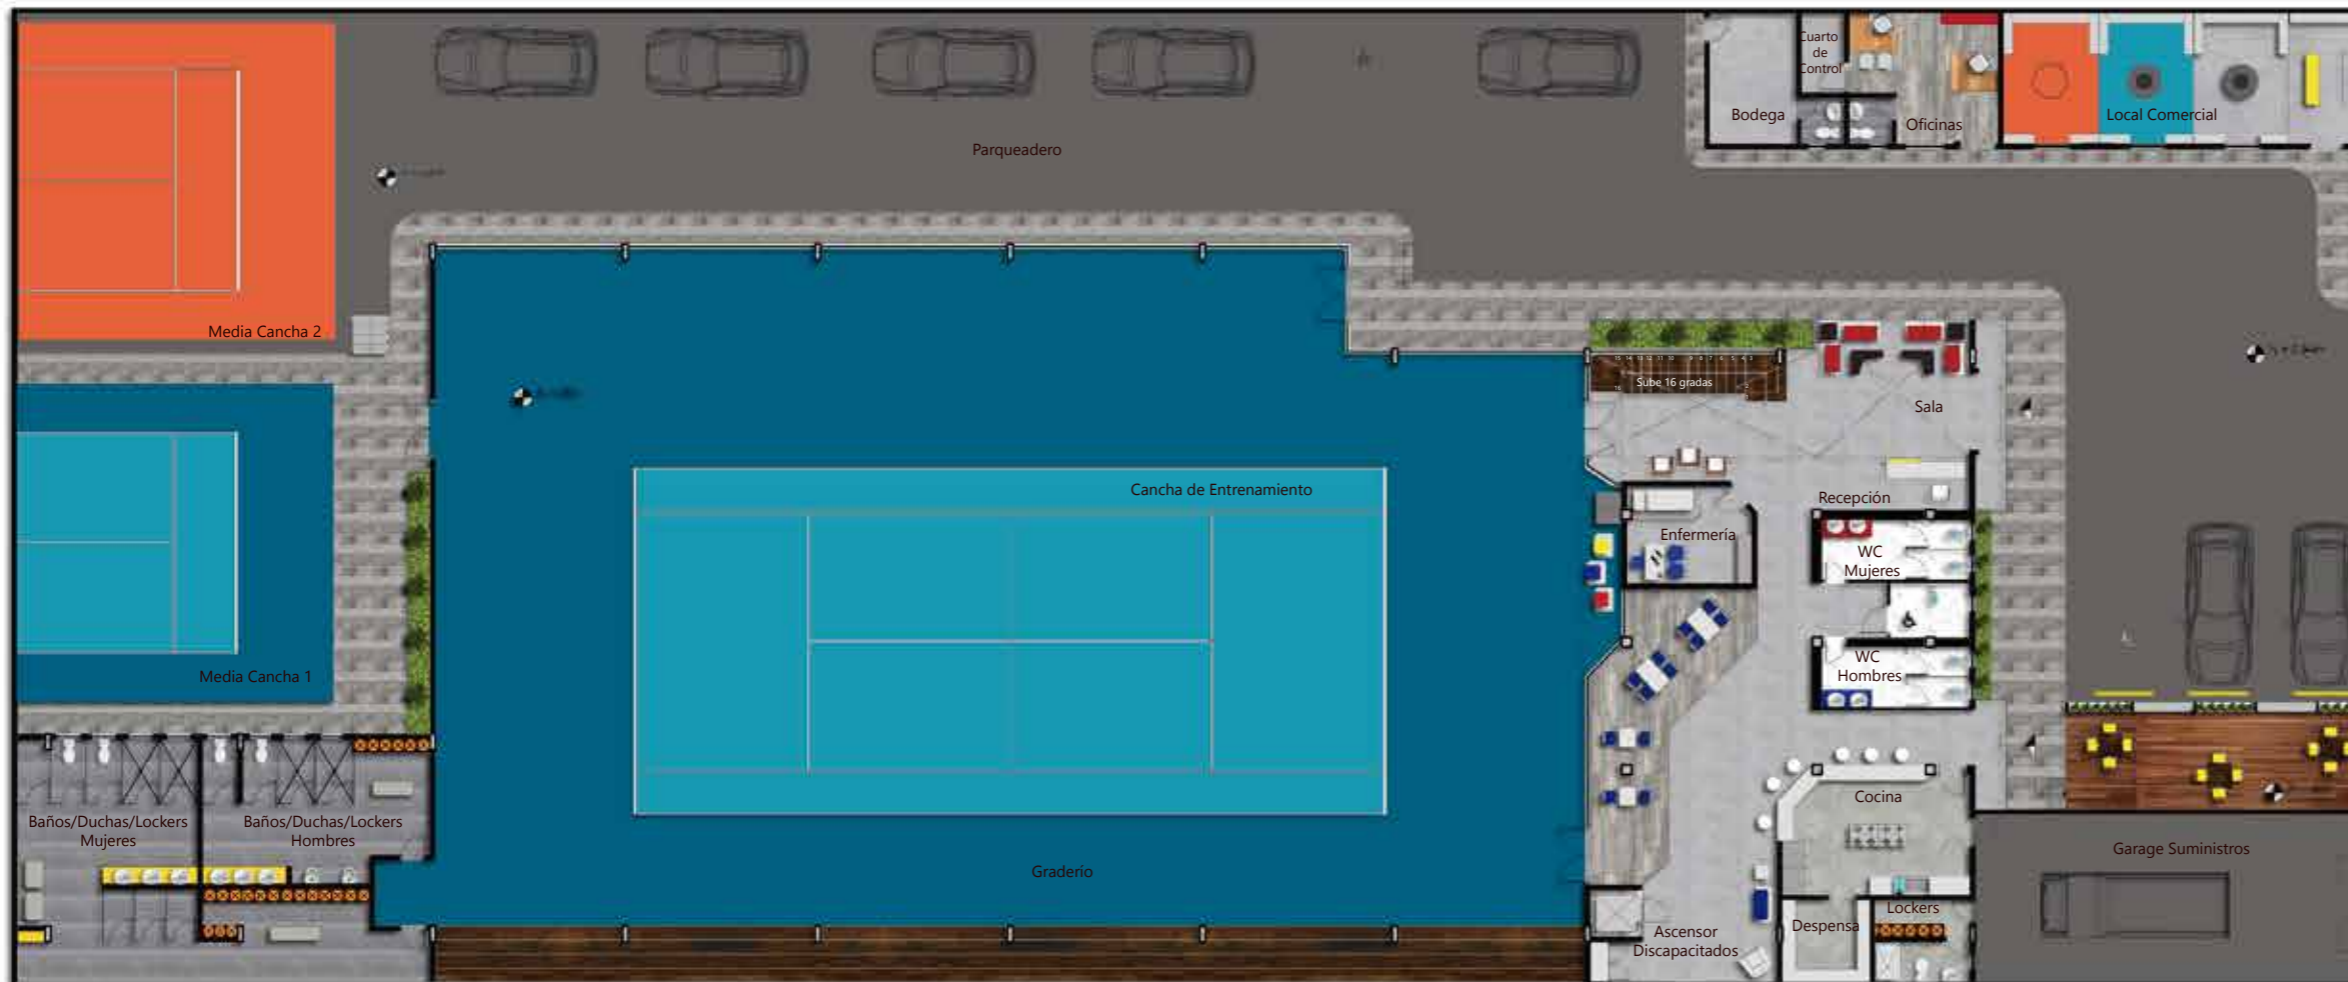 Cuarto
de
Control
Bodega
Oficinas
Local Comercial
Parqueadero
Media Cancha 2
Sube 16 gradas
Sala
Cancha de Entrenamiento
Recepción
Enfermería
WC
Mujeres
WC
Hombres
Media Cancha 1
Baños/Duchas/Lockers
Mujeres
Baños/Duchas/Lockers
Hombres
Cocina
Graderío
Garage Suministros
Lockers
Despensa
Ascensor
Discapacitados